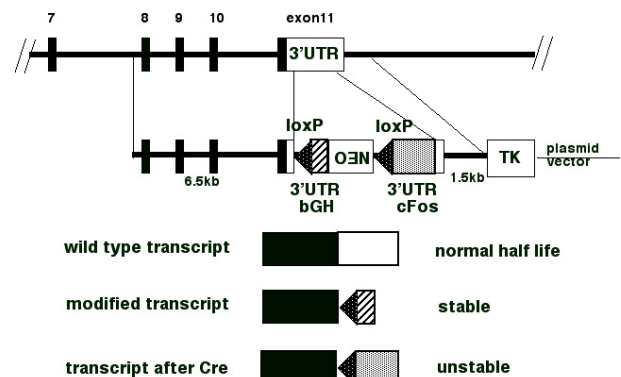 7 8 9 10 exon11
3'UTR
loxP loxP
NEO TK plasmid
vector
6.5kb 1.5kb
3'UTR 3'UTR
bGH cFos
wild type transcript normal half life
modified transcript stable
transcript after Cre unstable